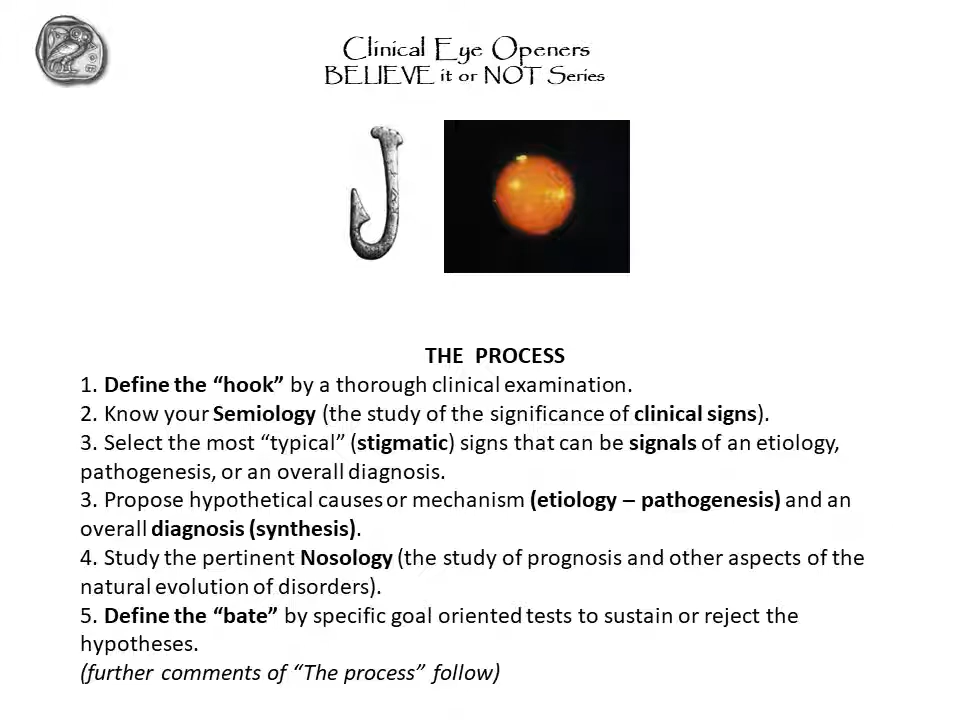 Clinical Eye Openers
BELIEVE it or NOT Series
THE PROCESS
1. Define the “hook” by a thorough clinical examination.
2. Know your Semiology (the study of the significance of clinical signs).
3. Select the most “typical” (stigmatic) signs that can be signals of an etiology,
pathogenesis, or an overall diagnosis.
3. Propose hypothetical causes or mechanism (etiology – pathogenesis) and an
overall diagnosis (synthesis).
4. Study the pertinent Nosology (the study of prognosis and other aspects of the
natural evolution of disorders).
5. Define the “bate” by specific goal oriented tests to sustain or reject the
hypotheses.
(further comments of “The process” follow)